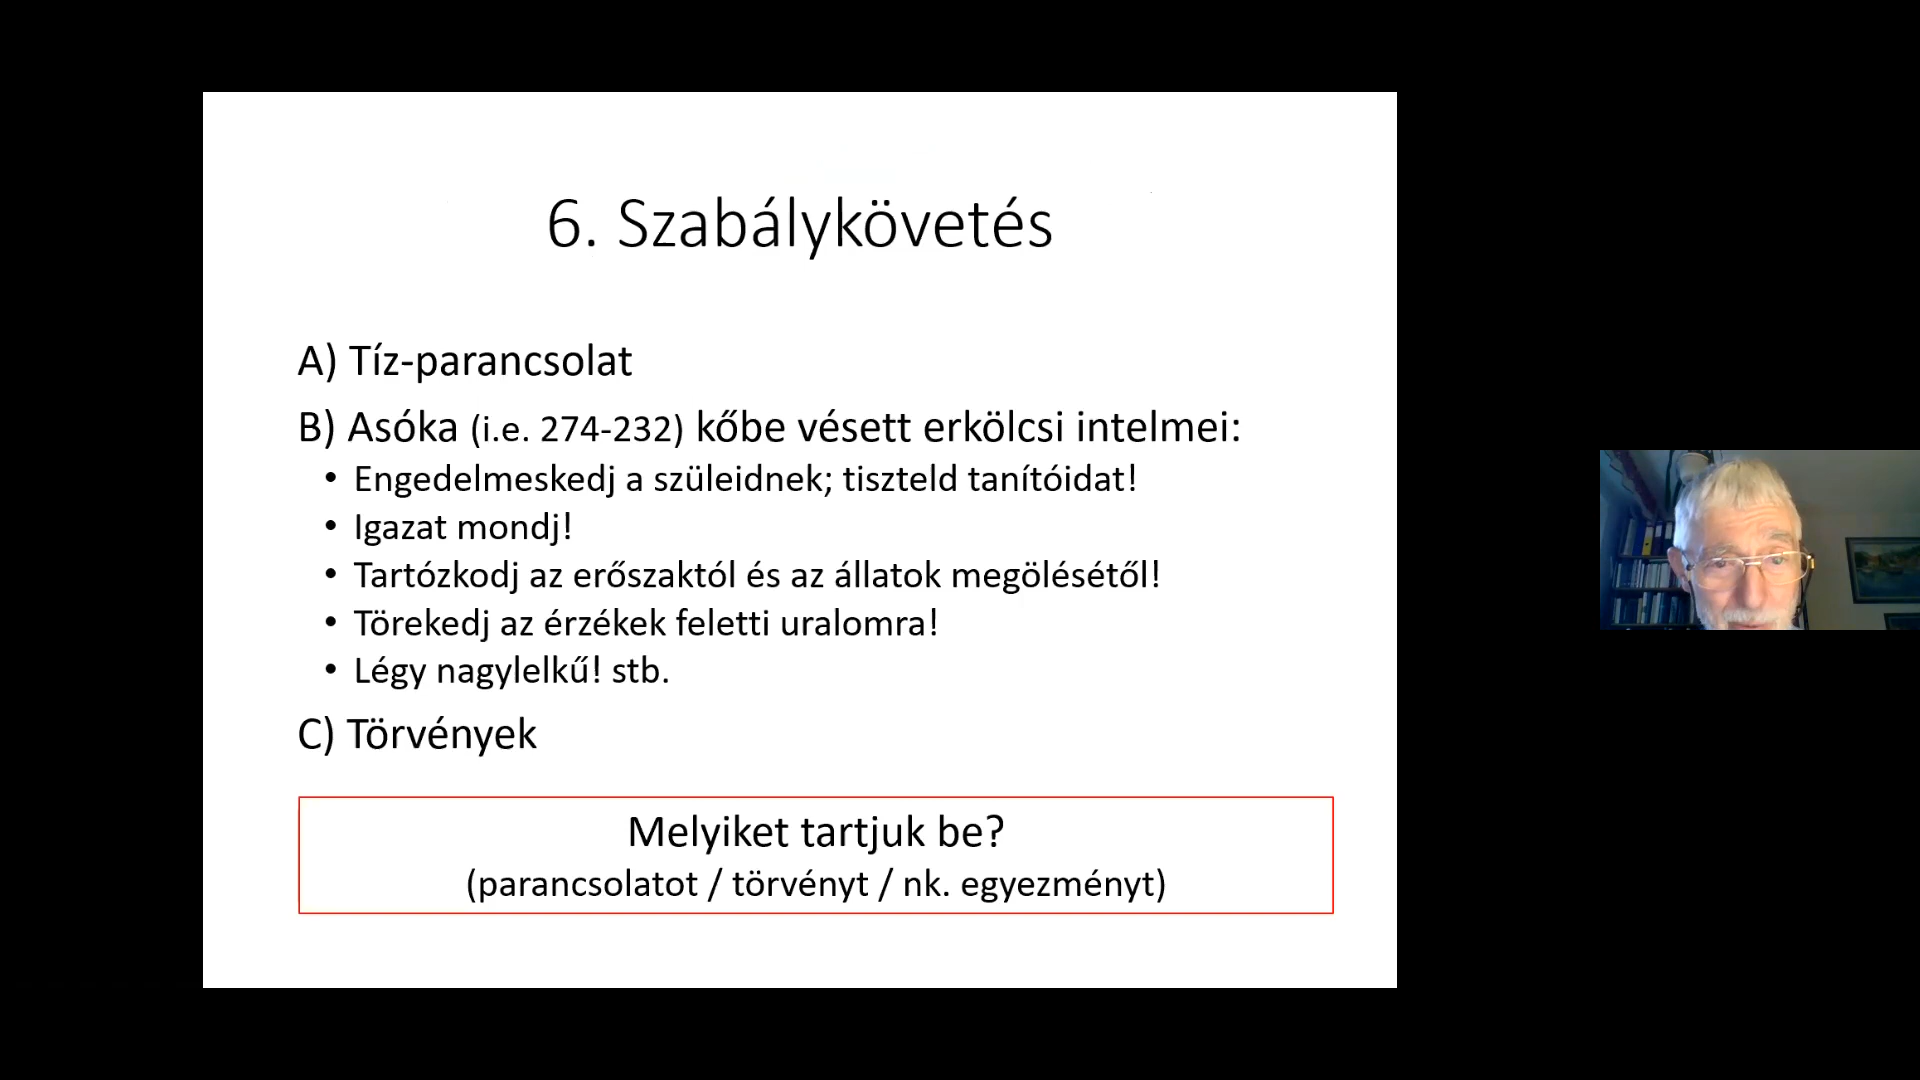 6. Szabálykövetés
A) Tíz-parancsolat
B) Asóka (i.e. 274-232) kőbe vésett erkölcsi intelmei:
• Engedelmeskedj a szüleidnek; tiszteld tanítóidat!
• Igazat mondj!
• Tartózkodj az erőszaktól és az állatok megölésétől!
• Törekedj az érzékek feletti uralomra!
• Légy nagylelkű! stb.
C) Törvények
Melyiket tartjuk be?
(parancsolatot / törvényt / nk. egyezményt)